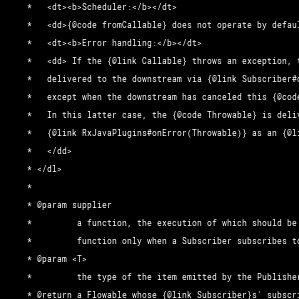 *   <dt><b>Scheduler:</b></dt>
*   <dd>{@code fromCallable} does not operate by defau
*   <dt><b>Error handling:</b></dt>
*   <dd> If the {@link Callable} throws an exception,
*   delivered to the downstream via {@link Subscriber#
*   except when the downstream has canceled this {@code
*   In this latter case, the {@code Throwable} is deliv
*   {@link RxJavaPlugins#onError(Throwable)} as an {@li
*   </dd>
* </dl>
*
* @param supplier
*         a function, the execution of which should be
*         function only when a Subscriber subscribes to
* @param <T>
*         the type of the item emitted by the Publisher
* @return a Flowable whose {@link Subscriber}s' subscri